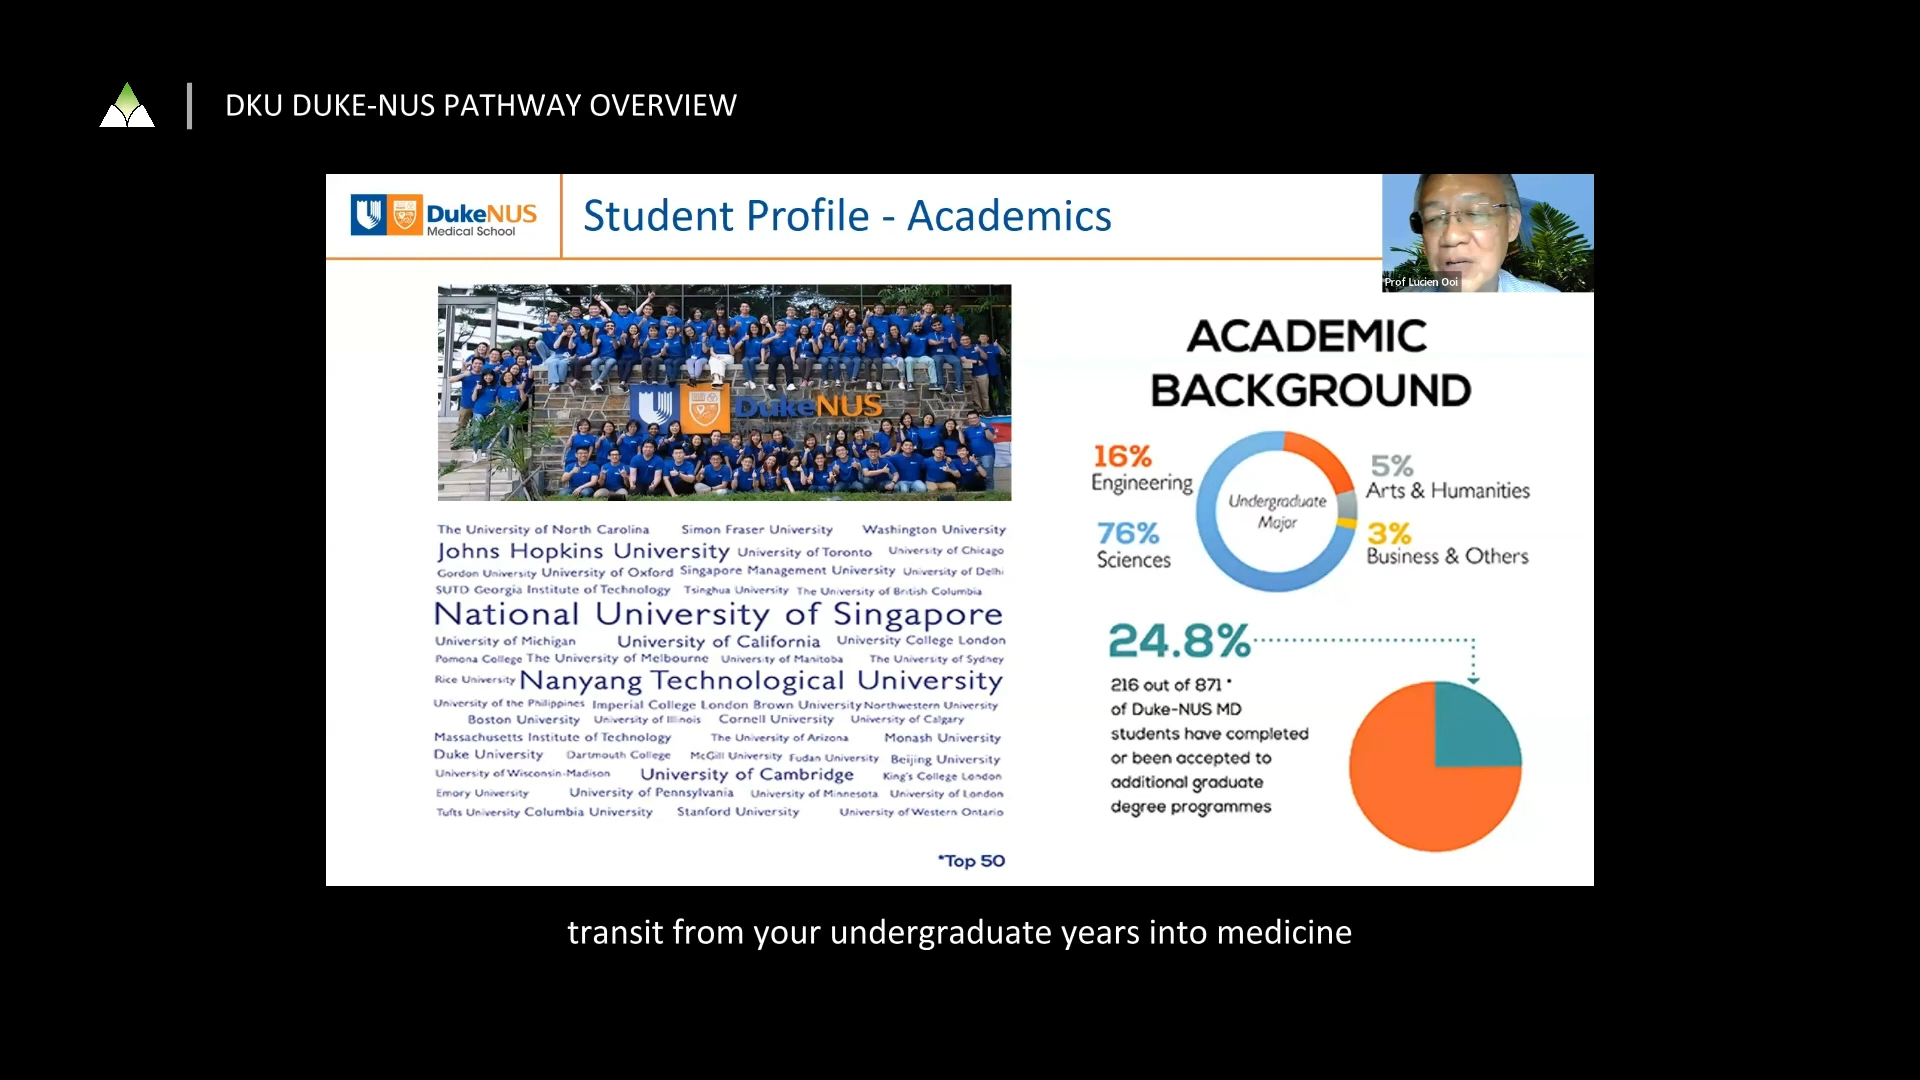 DKU DUKE-NUS PATHWAY OVERVIEW
DukeNUS
Medical School
Student Profile - Academics
Prof Lucien Ooi
DukeNUS
The University of North Carolina Simon Fraser University Washington University
Johns Hopkins University University of Toronto University of Chicago
Gordon University University of Oxford Singapore Management University University of Delhi
SUTD Georgia Institute of Technology Tsinghua University The University of British Columbia
National University of Singapore
University of Michigan University of California University College London
Pomona College The University of Melbourne University of Manitoba The University of Sydney
Rice University Nanyang Technological University
University of the Philippines Imperial College London Brown University Northwestern University
Boston University University of Illinois Cornell University University of Calgary
Massachusetts Institute of Technology The University of Arizona Monash University
Duke University Dartmouth College McGill University Fudan University Beijing University
University of Wisconsin-Madison University of Cambridge King's College London
Emory University University of Pennsylvania University of Minnesota University of London
Tufts University Columbia University Stanford University University of Western Ontario
*Top 50
ACADEMIC
BACKGROUND
16%
Engineering
76%
Sciences
Undergraduate
Major
5%
Arts & Humanities
3%
Business & Others
24.8%
216 out of 871 *
of Duke-NUS MD
students have completed
or been accepted to
additional graduate
degree programmes
transit from your undergraduate years into medicine